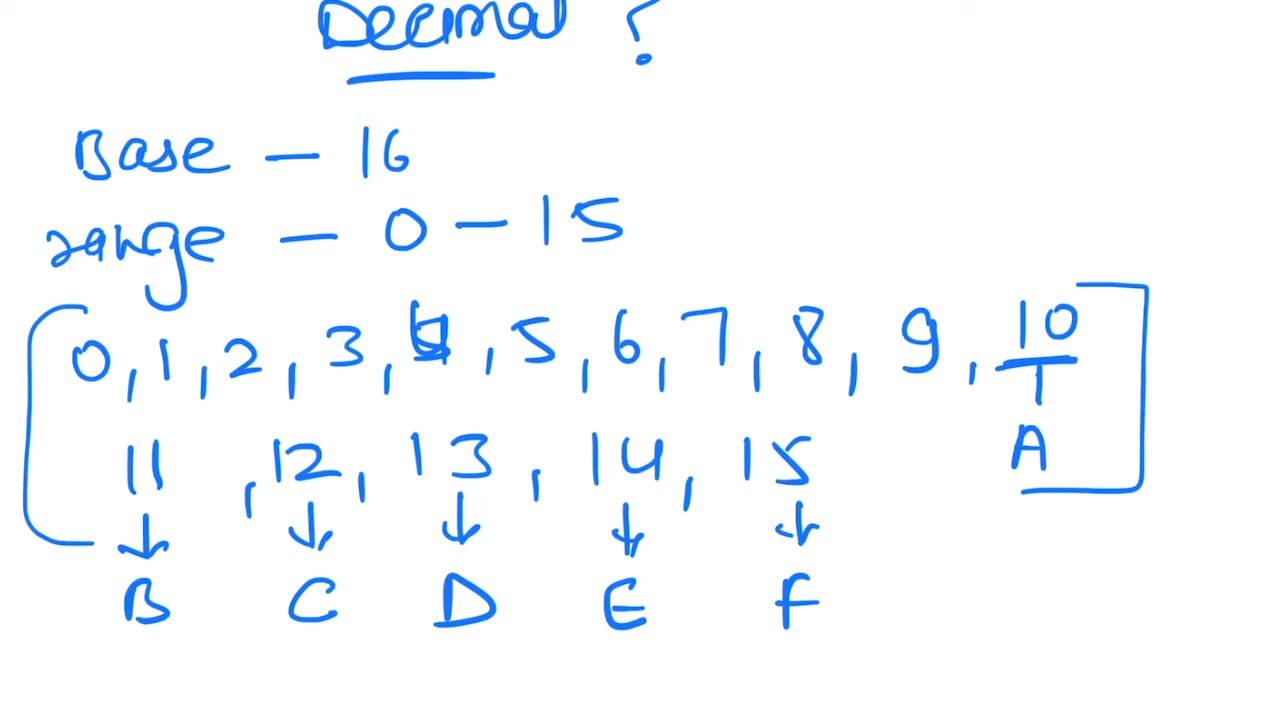 Decimal ?
Base - 16
range - 0 - 15
0, 1, 2, 3, 4, 5, 6, 7, 8, 9, 10
A
11, 12, 13, 14, 15
B C D E F